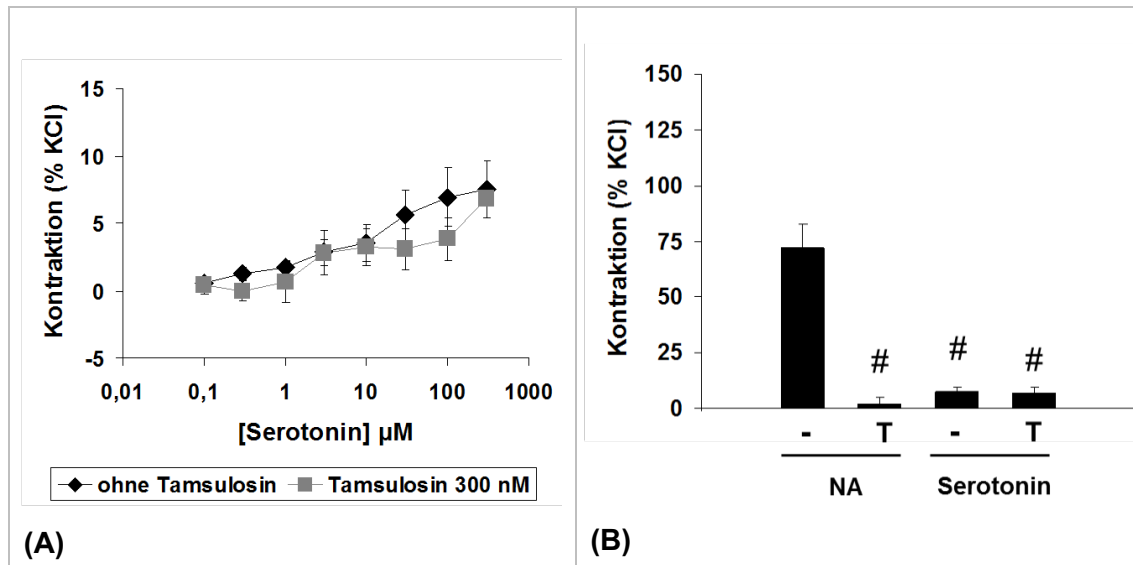 15
10
5
0
-5
Kontraktion (% KCl)
0,01 0,1 1 10 100 1000
[Serotonin] µM
ohne Tamsulosin Tamsulosin 300 nM
(A)
150
125
100
75
50
25
0
Kontraktion (% KCl)
# # #
- T - T
NA Serotonin
(B)